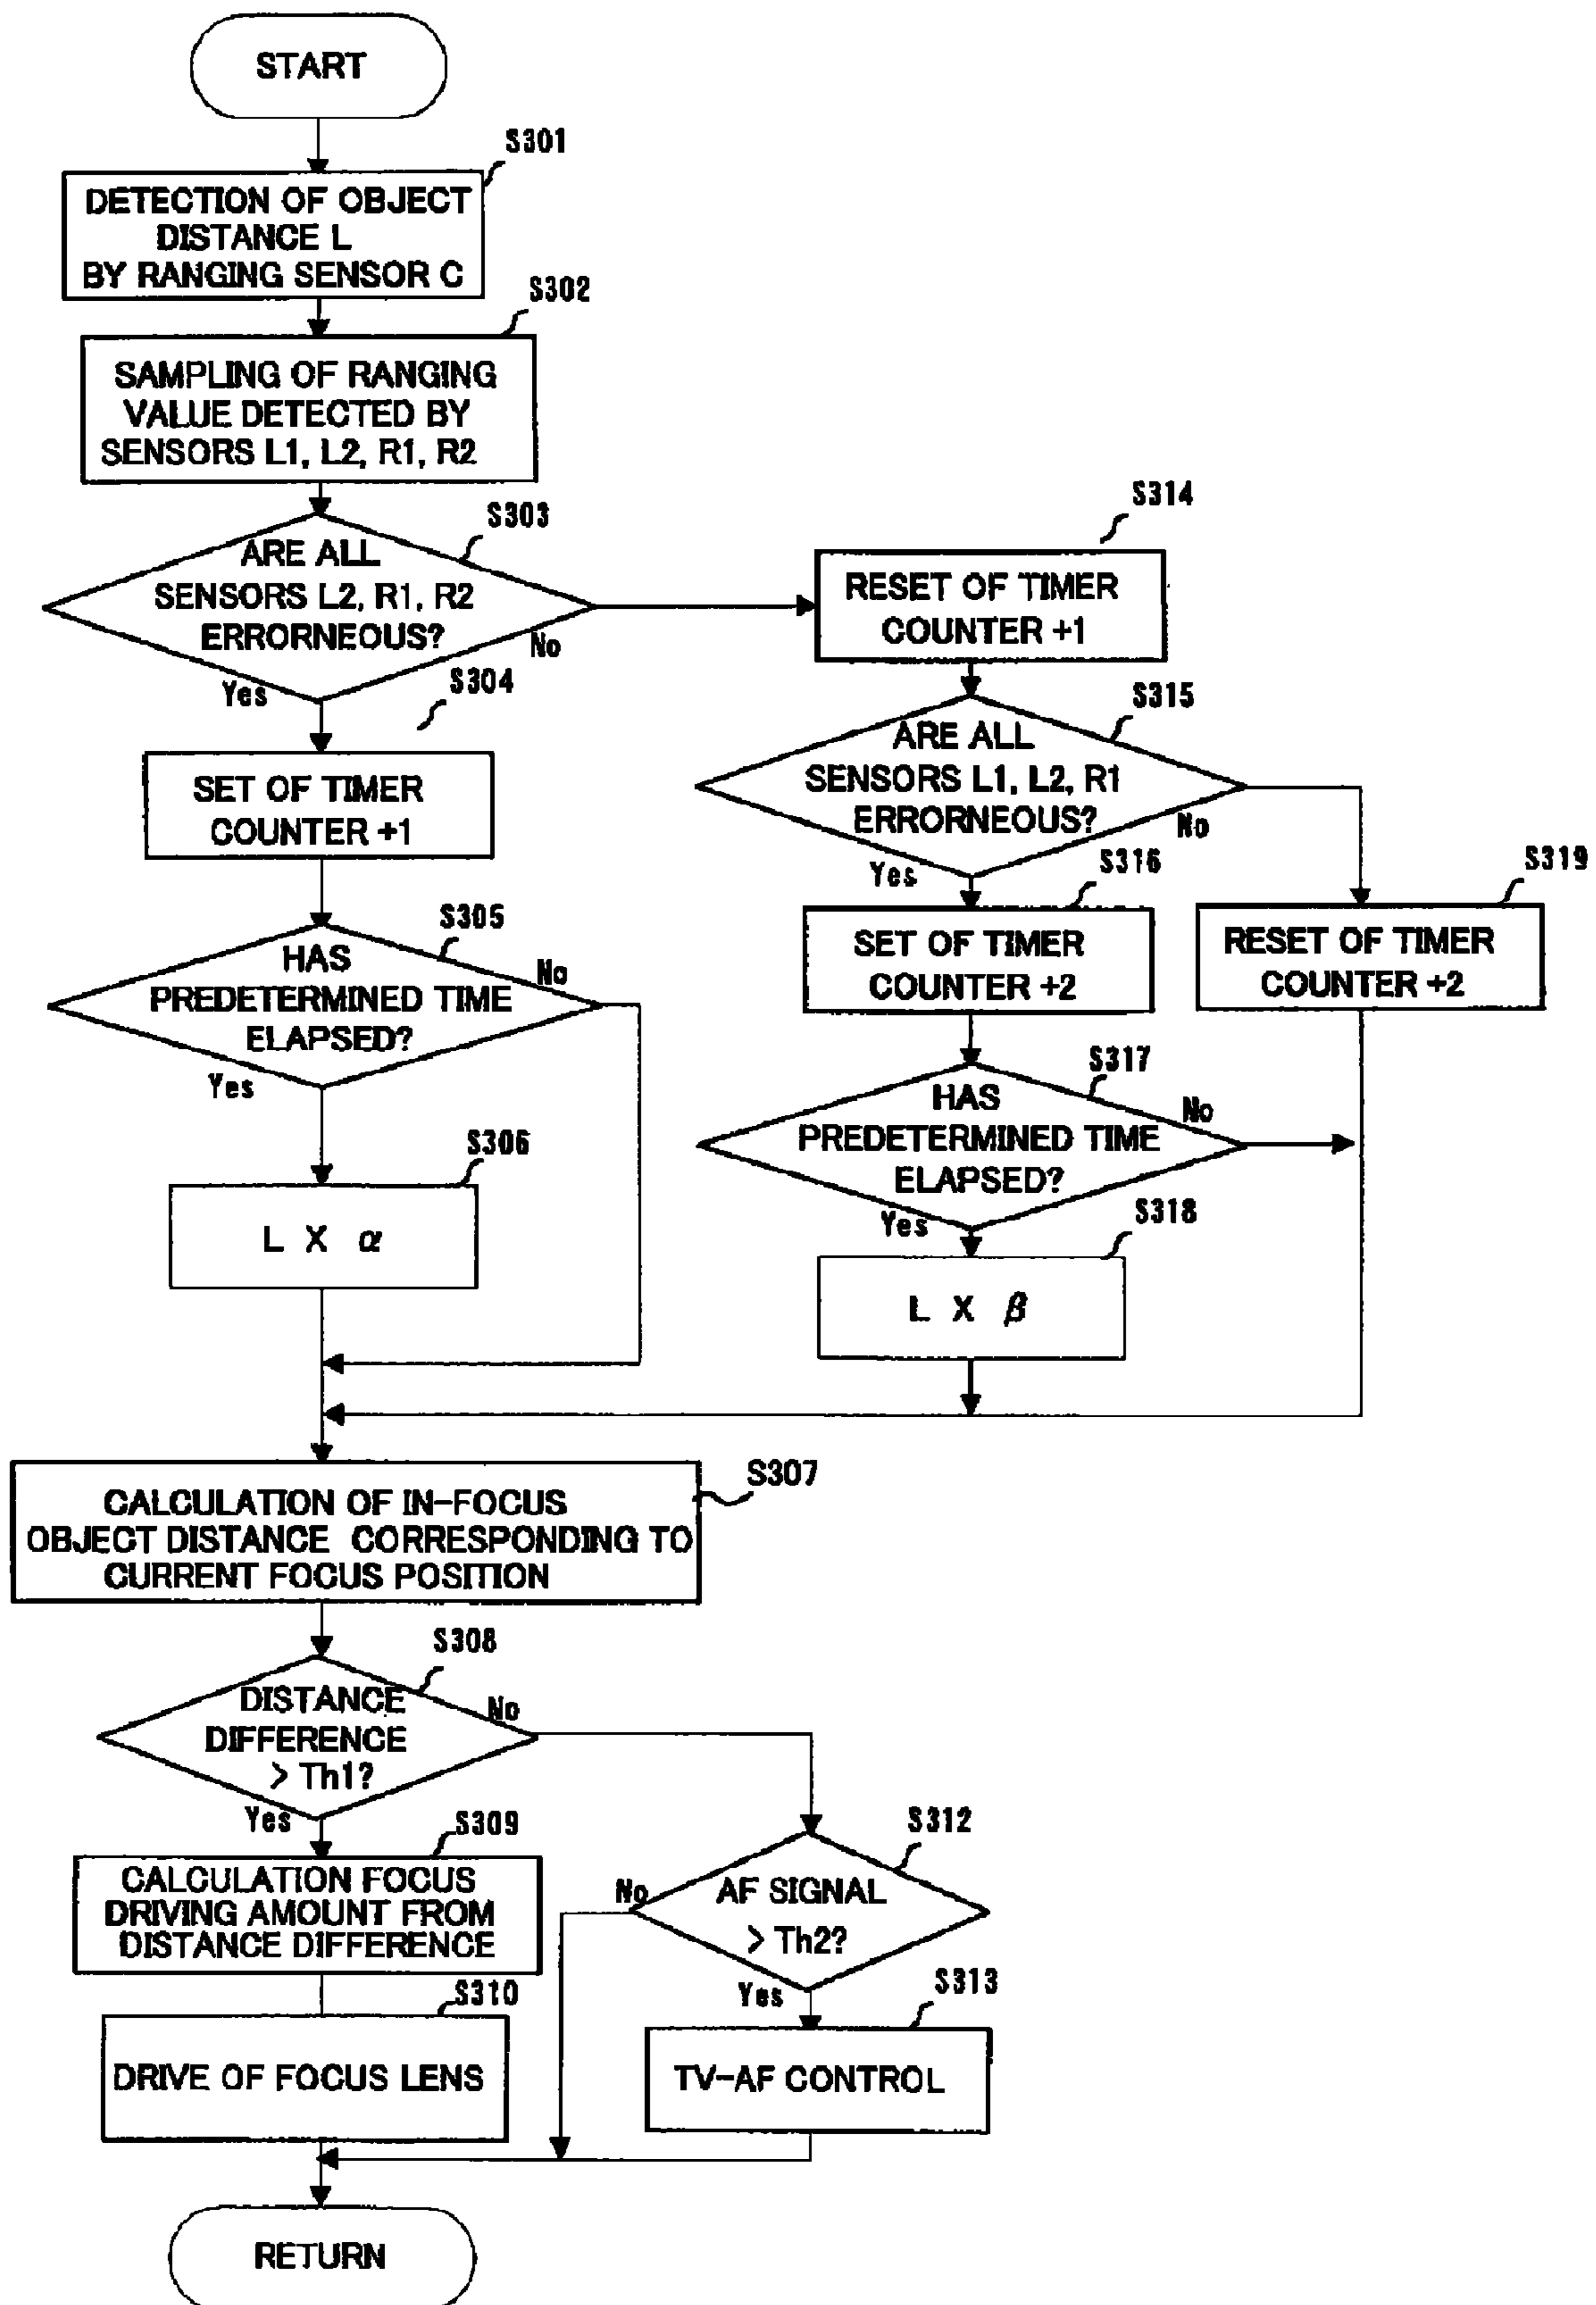 START
S301
DETECTION OF OBJECT
DISTANCE L
BY RANGING SENSOR C
S302
SAMPLING OF RANGING
VALUE DETECTED BY
SENSORS L1, L2, R1, R2
S303
ARE ALL
SENSORS L2, R1, R2
ERRORNEOUS?
No
Yes
S304
SET OF TIMER
COUNTER +1
S305
HAS
PREDETERMINED TIME
ELAPSED?
No
Yes
S306
L X α
S314
RESET OF TIMER
COUNTER +1
S315
ARE ALL
SENSORS L1, L2, R1
ERRORNEOUS?
No
Yes
S316
SET OF TIMER
COUNTER +2
S319
RESET OF TIMER
COUNTER +2
S317
HAS
PREDETERMINED TIME
ELAPSED?
No
Yes
S318
L X β
S307
CALCULATION OF IN-FOCUS
OBJECT DISTANCE CORRESPONDING TO
CURRENT FOCUS POSITION
S308
DISTANCE
DIFFERENCE
> Th1?
No
Yes
S309
CALCULATION FOCUS
DRIVING AMOUNT FROM
DISTANCE DIFFERENCE
S310
DRIVE OF FOCUS LENS
S312
AF SIGNAL
> Th2?
No
Yes
S313
TV-AF CONTROL
RETURN